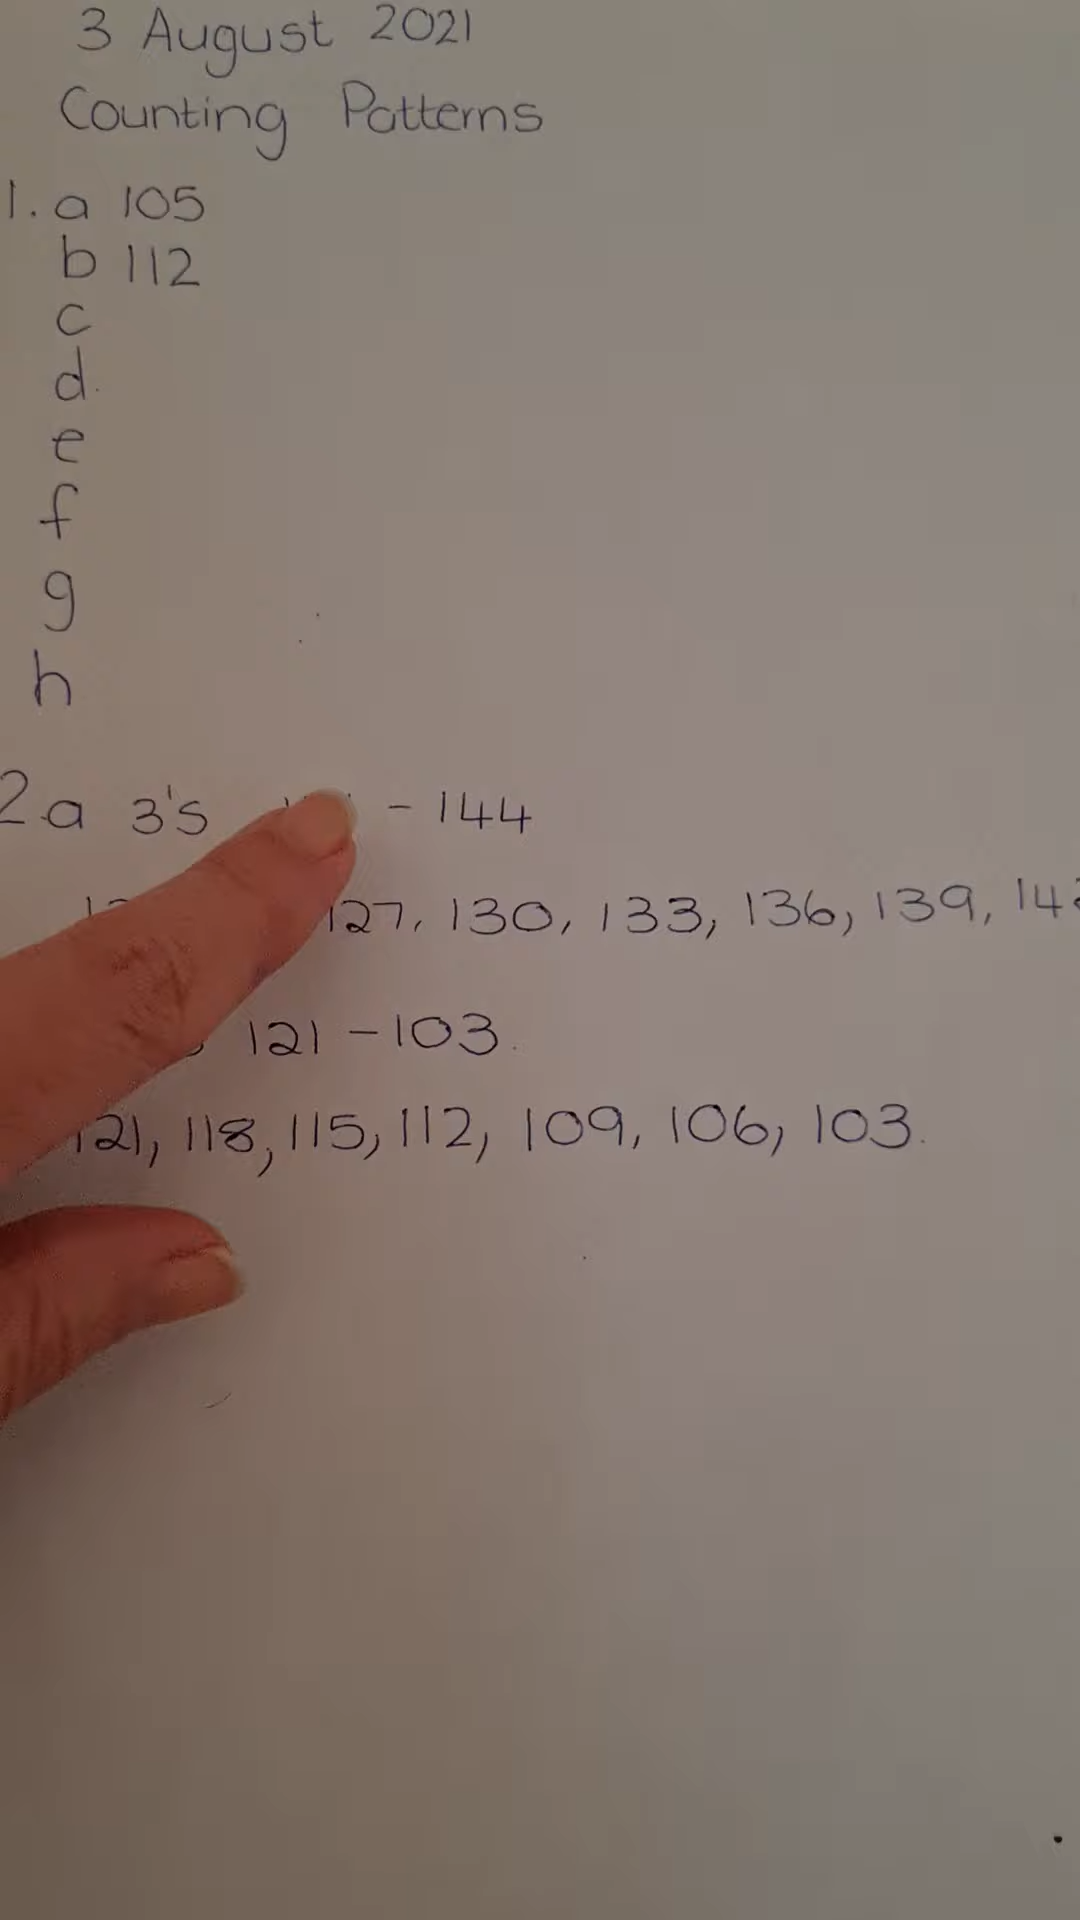 3 August 2021
Counting Patterns
1. a 105
b 112
c
d.
e
f
g
h
2a 3's - 144
127, 130, 133, 136, 139,
121 - 103.
121, 118, 115, 112, 109, 106, 103.